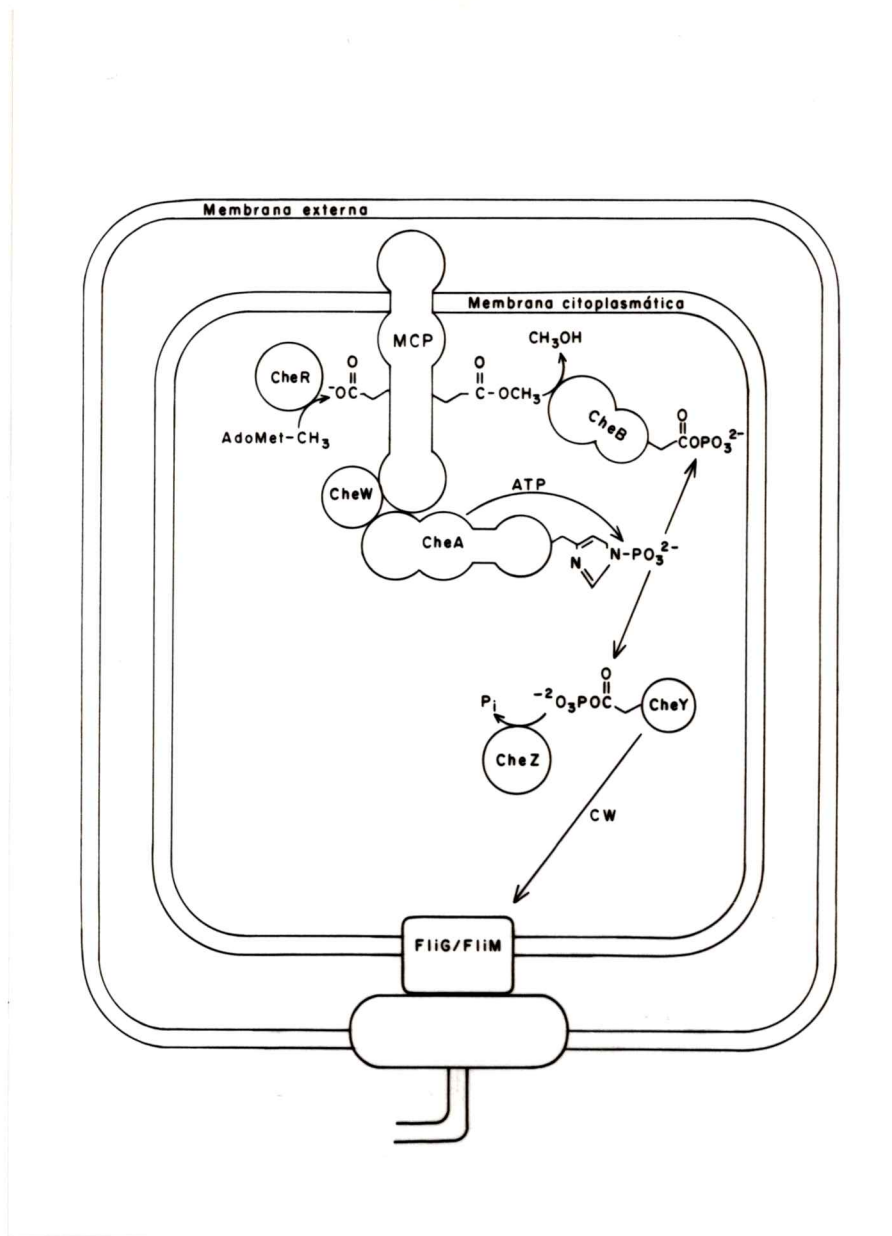 Membrana externa
Membrana citoplasmática
MCP
CH3OH
CheR
O
-OC
O
C-OCH3
CheB
O
COPO3 2-
AdoMet-CH3
CheW
ATP
CheA
N
N-PO3 2-
O
Pi
-2O3POC
CheY
CheZ
CW
FliG/FliM